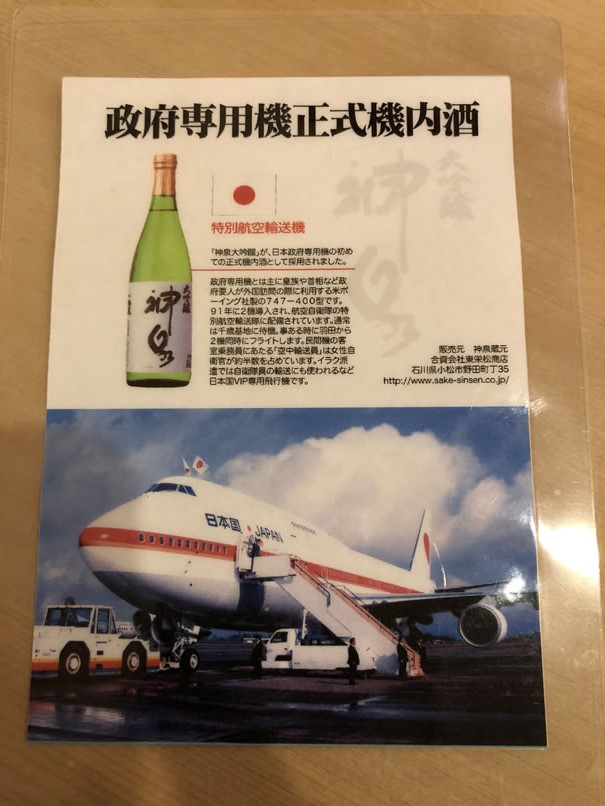 政府専用機正式機内酒
大吟醸
神泉
大吟醸
神泉
特別航空輸送機
「神泉大吟醸」が、日本政府専用機の初め
ての正式機内酒として採用されました。
政府専用機とは主に皇族や首相など政
府要人が外国訪問の際に利用する米ボ
ーイング社製の747ー400型です。
91年に2機導入され、航空自衛隊の特
別航空輸送隊に配備されています。通常
は千歳基地に待機。事ある時に羽田から
2機同時にフライトします。民間機の客
室乗務員にあたる「空中輸送員」は女性自
衛官が約半数を占めています。イラク派
遣では自衛隊員の輸送にも使われるなど
日本国VIP専用飛行機です。
販売元 神泉蔵元
合資会社東栄松商店
石川県小松市野田町丁35
http://www.sake-sinsen.co.jp/
日本国 JAPAN